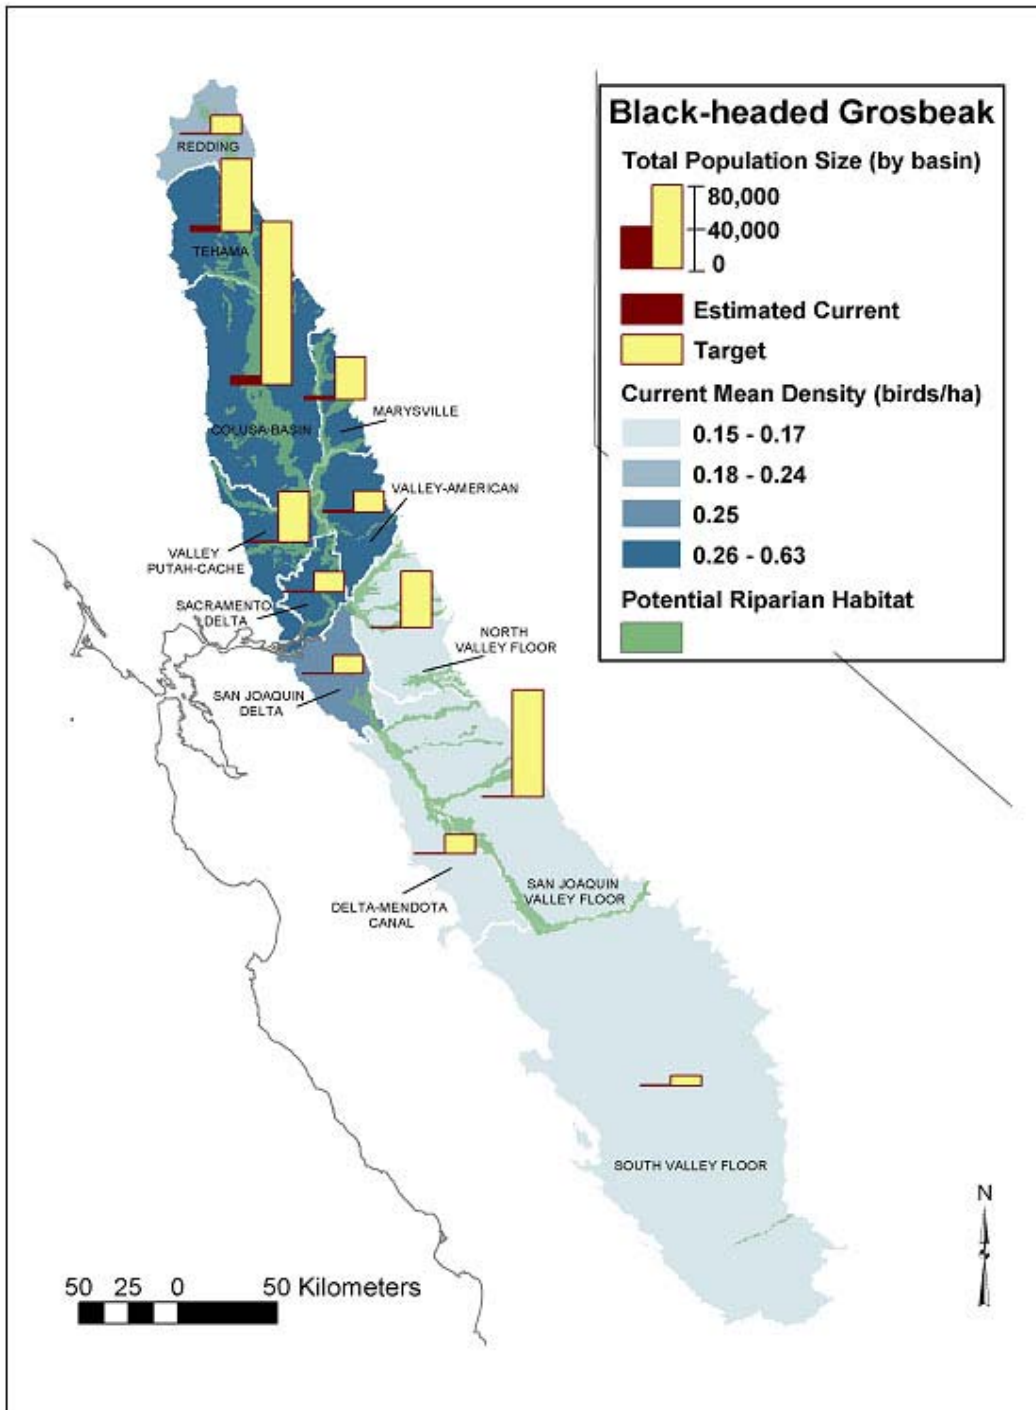 Black-headed Grosbeak
Total Population Size (by basin)
80,000
40,000
0
Estimated Current
Target
Current Mean Density (birds/ha)
0.15 - 0.17
0.18 - 0.24
0.25
0.26 - 0.63
Potential Riparian Habitat
REDDING
TEHAMA
COLUSA-BASIN
MARYSVILLE
VALLEY-AMERICAN
VALLEY
PUTAH-CACHE
SACRAMENTO
DELTA
NORTH
VALLEY FLOOR
SAN JOAQUIN
DELTA
SAN JOAQUIN
VALLEY FLOOR
DELTA-MENDOTA
CANAL
SOUTH VALLEY FLOOR
N
50 25 0 50 Kilometers